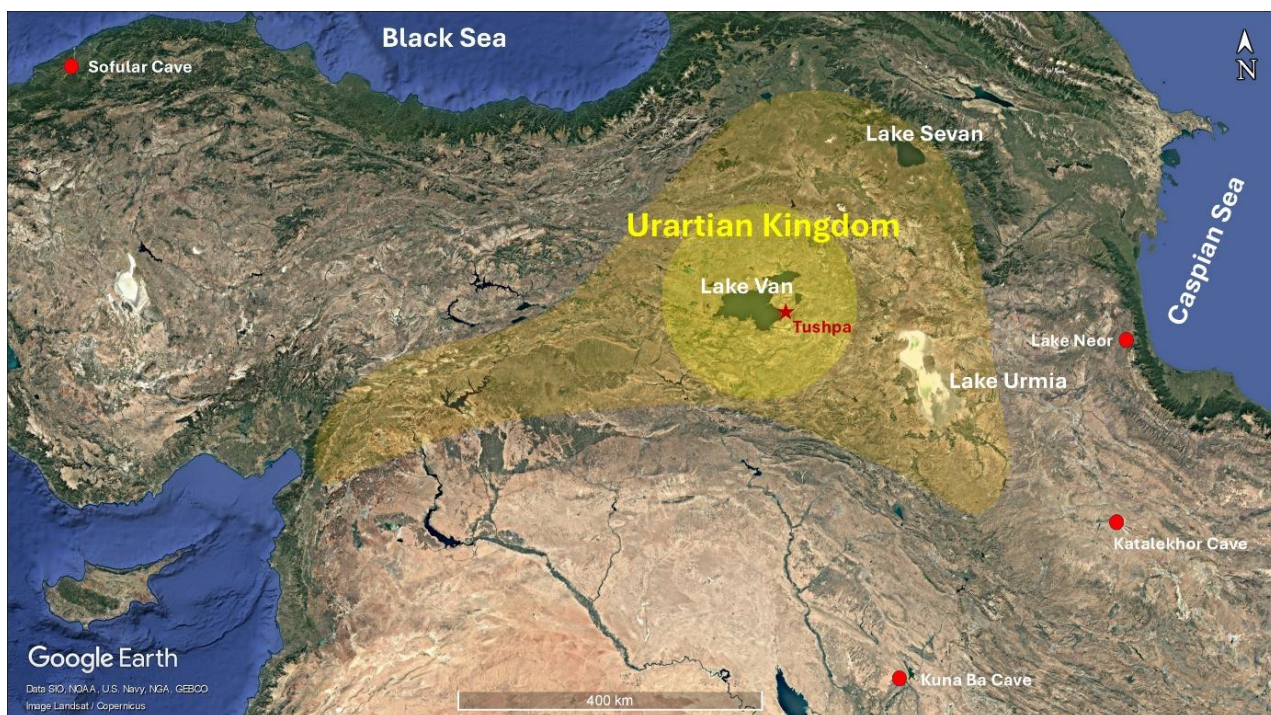 Black Sea
N
Sofular Cave
Lake Sevan
Caspian Sea
Urartian Kingdom
Lake Van
Tushpa
Lake Neor
Lake Urmia
Katalekhor Cave
Google Earth
Kuna Ba Cave
Data SIO, NOAA, U.S. Navy, NGA, GEBCO
Image Landsat / Copernicus
400 km